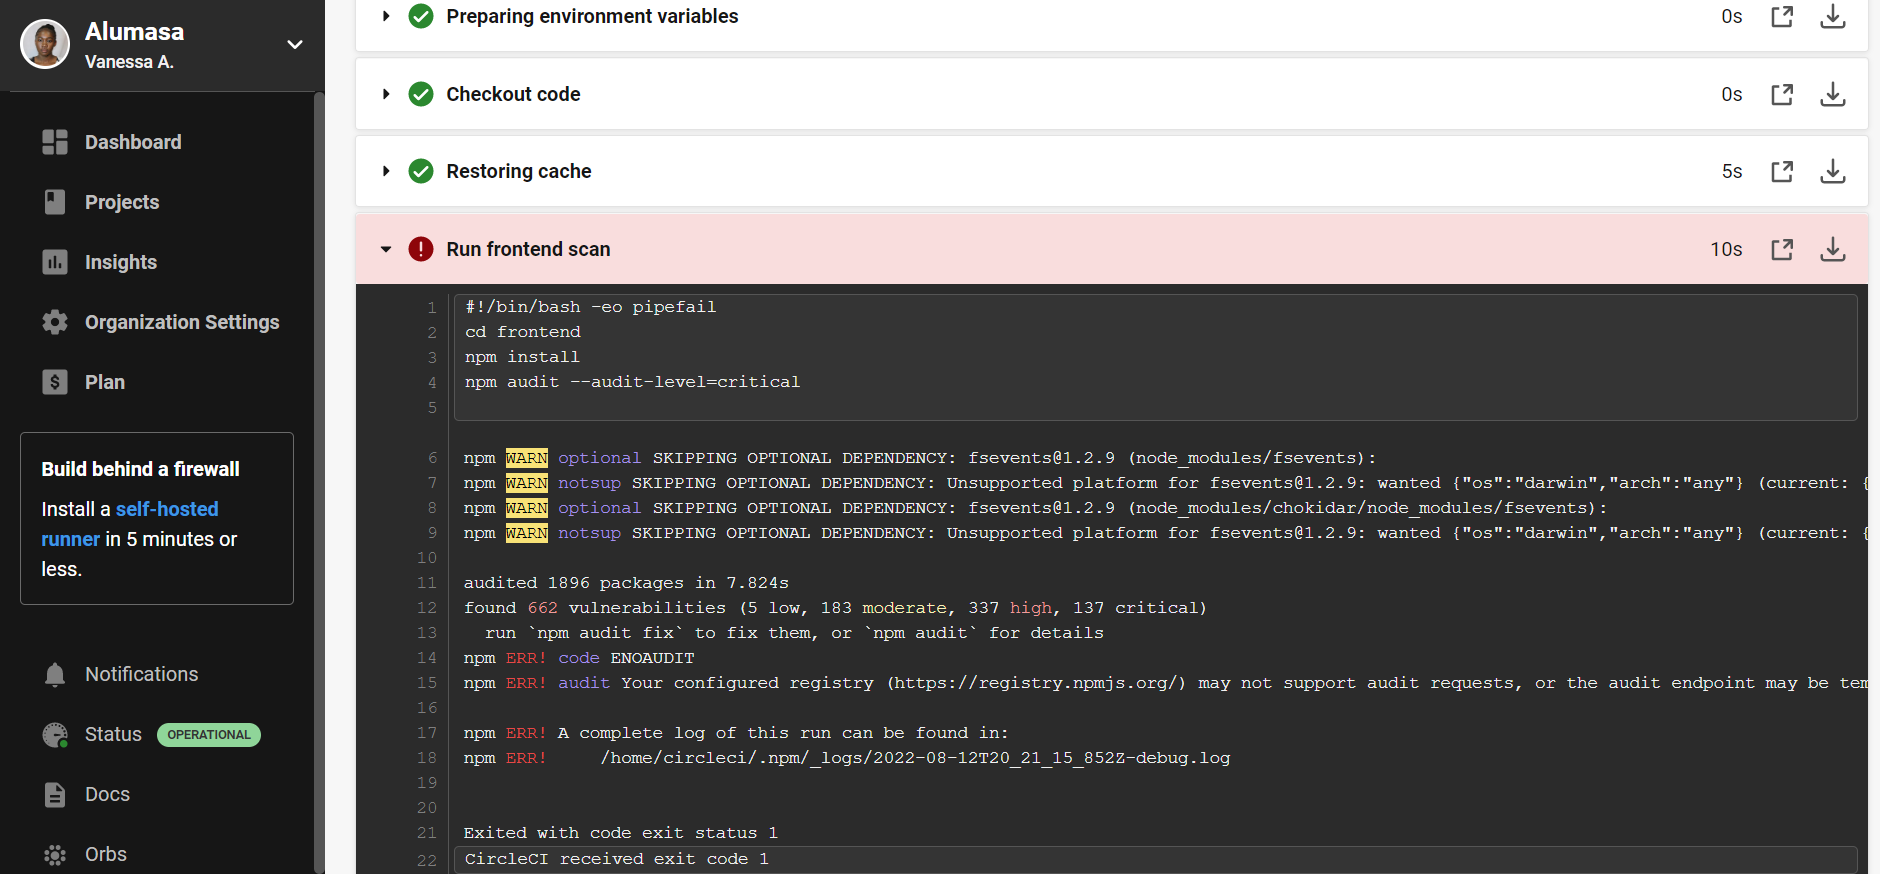 Alumasa
Vanessa A.
Dashboard
Projects
Insights
Organization Settings
Plan
Build behind a firewall
Install a self-hosted
runner in 5 minutes or
less.
Notifications
Status OPERATIONAL
Docs
Orbs
Preparing environment variables 0s
Checkout code 0s
Restoring cache 5s
Run frontend scan 10s
1 #!/bin/bash -eo pipefail
2 cd frontend
3 npm install
4 npm audit --audit-level=critical
5
6 npm WARN optional SKIPPING OPTIONAL DEPENDENCY: fsevents@1.2.9 (node_modules/fsevents):
7 npm WARN notsup SKIPPING OPTIONAL DEPENDENCY: Unsupported platform for fsevents@1.2.9: wanted {"os":"darwin","arch":"any"} (current: {
8 npm WARN optional SKIPPING OPTIONAL DEPENDENCY: fsevents@1.2.9 (node_modules/chokidar/node_modules/fsevents):
9 npm WARN notsup SKIPPING OPTIONAL DEPENDENCY: Unsupported platform for fsevents@1.2.9: wanted {"os":"darwin","arch":"any"} (current: {
10
11 audited 1896 packages in 7.824s
12 found 662 vulnerabilities (5 low, 183 moderate, 337 high, 137 critical)
13 run `npm audit fix` to fix them, or `npm audit` for details
14 npm ERR! code ENOAUDIT
15 npm ERR! audit Your configured registry (https://registry.npmjs.org/) may not support audit requests, or the audit endpoint may be tem
16
17 npm ERR! A complete log of this run can be found in:
18 npm ERR! /home/circleci/.npm/_logs/2022-08-12T20_21_15_852Z-debug.log
19
20
21 Exited with code exit status 1
22 CircleCI received exit code 1